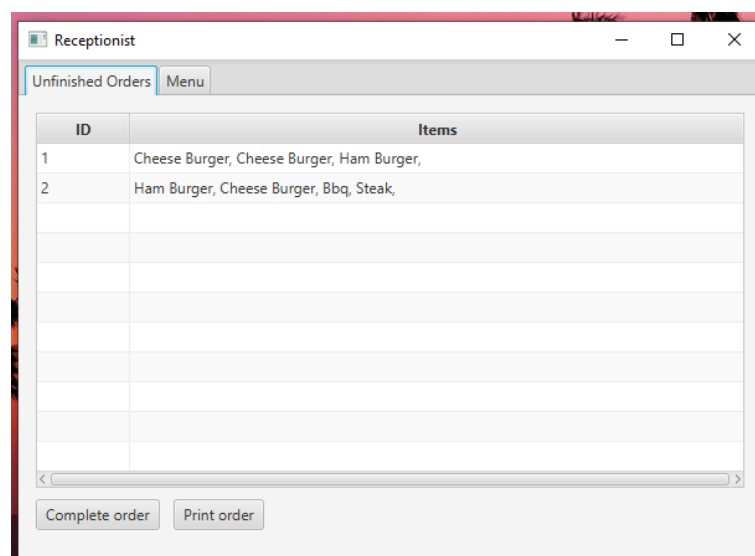 Receptionist
Unfinished Orders Menu
ID Items
1 Cheese Burger, Cheese Burger, Ham Burger,
2 Ham Burger, Cheese Burger, Bbq, Steak,
Complete order Print order